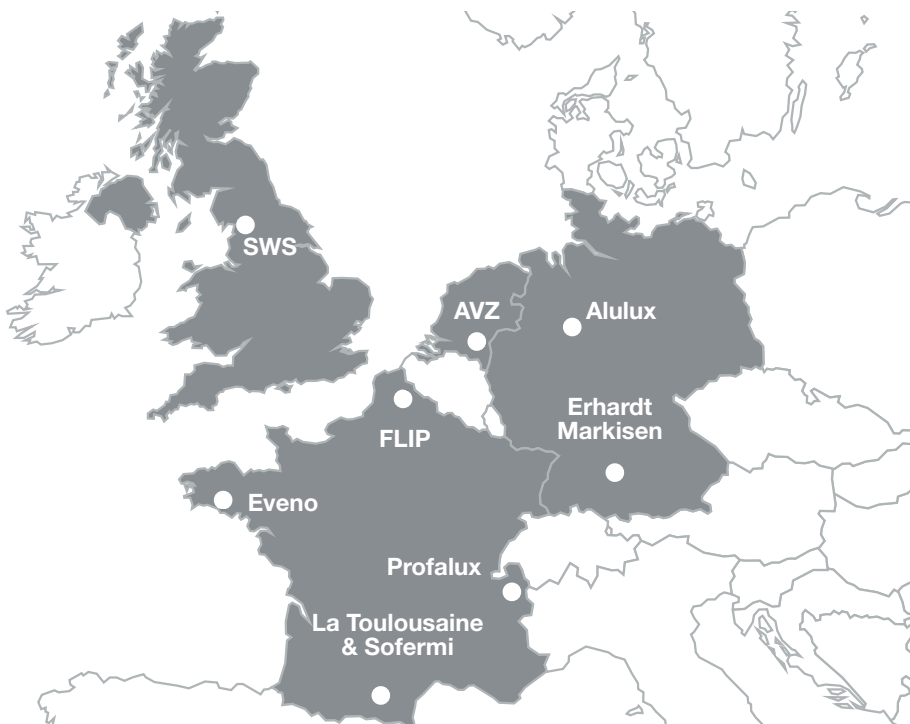 SWS
AVZ
Alulux
Erhardt
Markisen
FLIP
Eveno
Profalux
La Toulousaine
& Sofermi